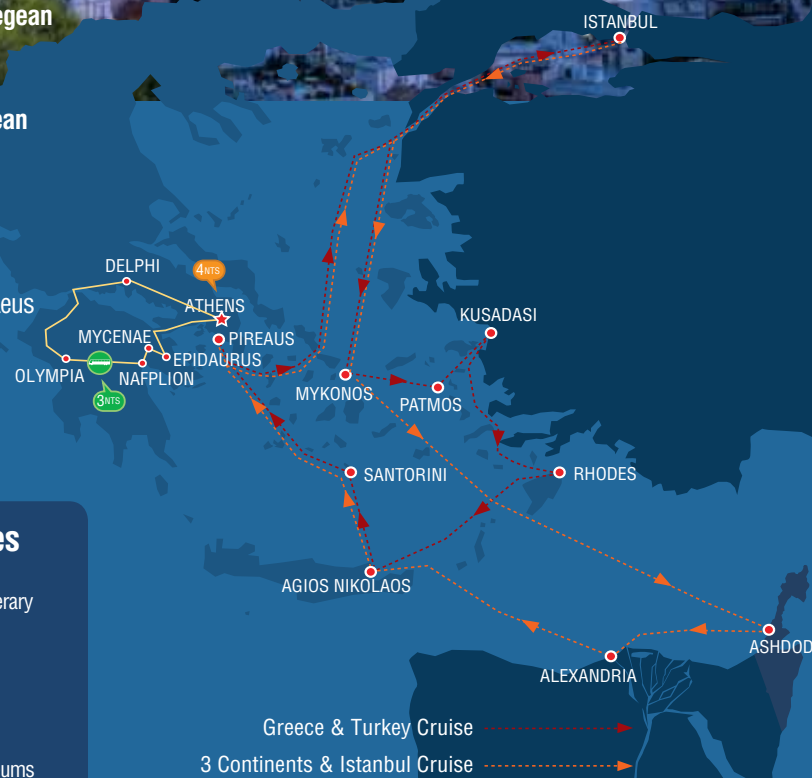 egean
ISTANBUL
ean
DELPHI
4NTS
ATHENS
eus
PIREAUS
KUSADASI
MYCENAE
EPIDAURUS
OLYMPIA
NAFPLION
3NTS
MYKONOS
PATMOS
SANTORINI
RHODES
es
AGIOS NIKOLAOS
erary
ASHDOD
ALEXANDRIA
Greece & Turkey Cruise
3 Continents & Istanbul Cruise
ums